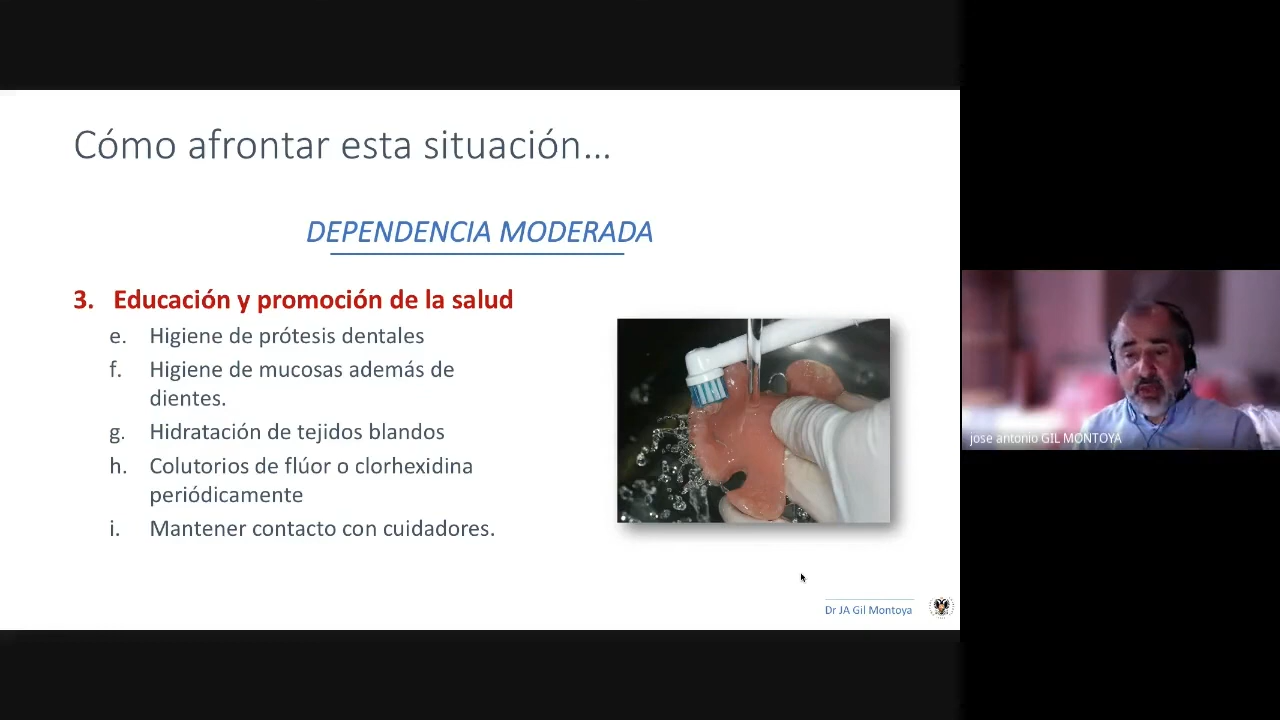 Cómo afrontar esta situación...
DEPENDENCIA MODERADA
3. Educación y promoción de la salud
e. Higiene de prótesis dentales
f. Higiene de mucosas además de
dientes.
g. Hidratación de tejidos blandos
h. Colutorios de flúor o clorhexidina
periódicamente
i. Mantener contacto con cuidadores.
Dr JA Gil Montoya
jose antonio GIL MONTOYA